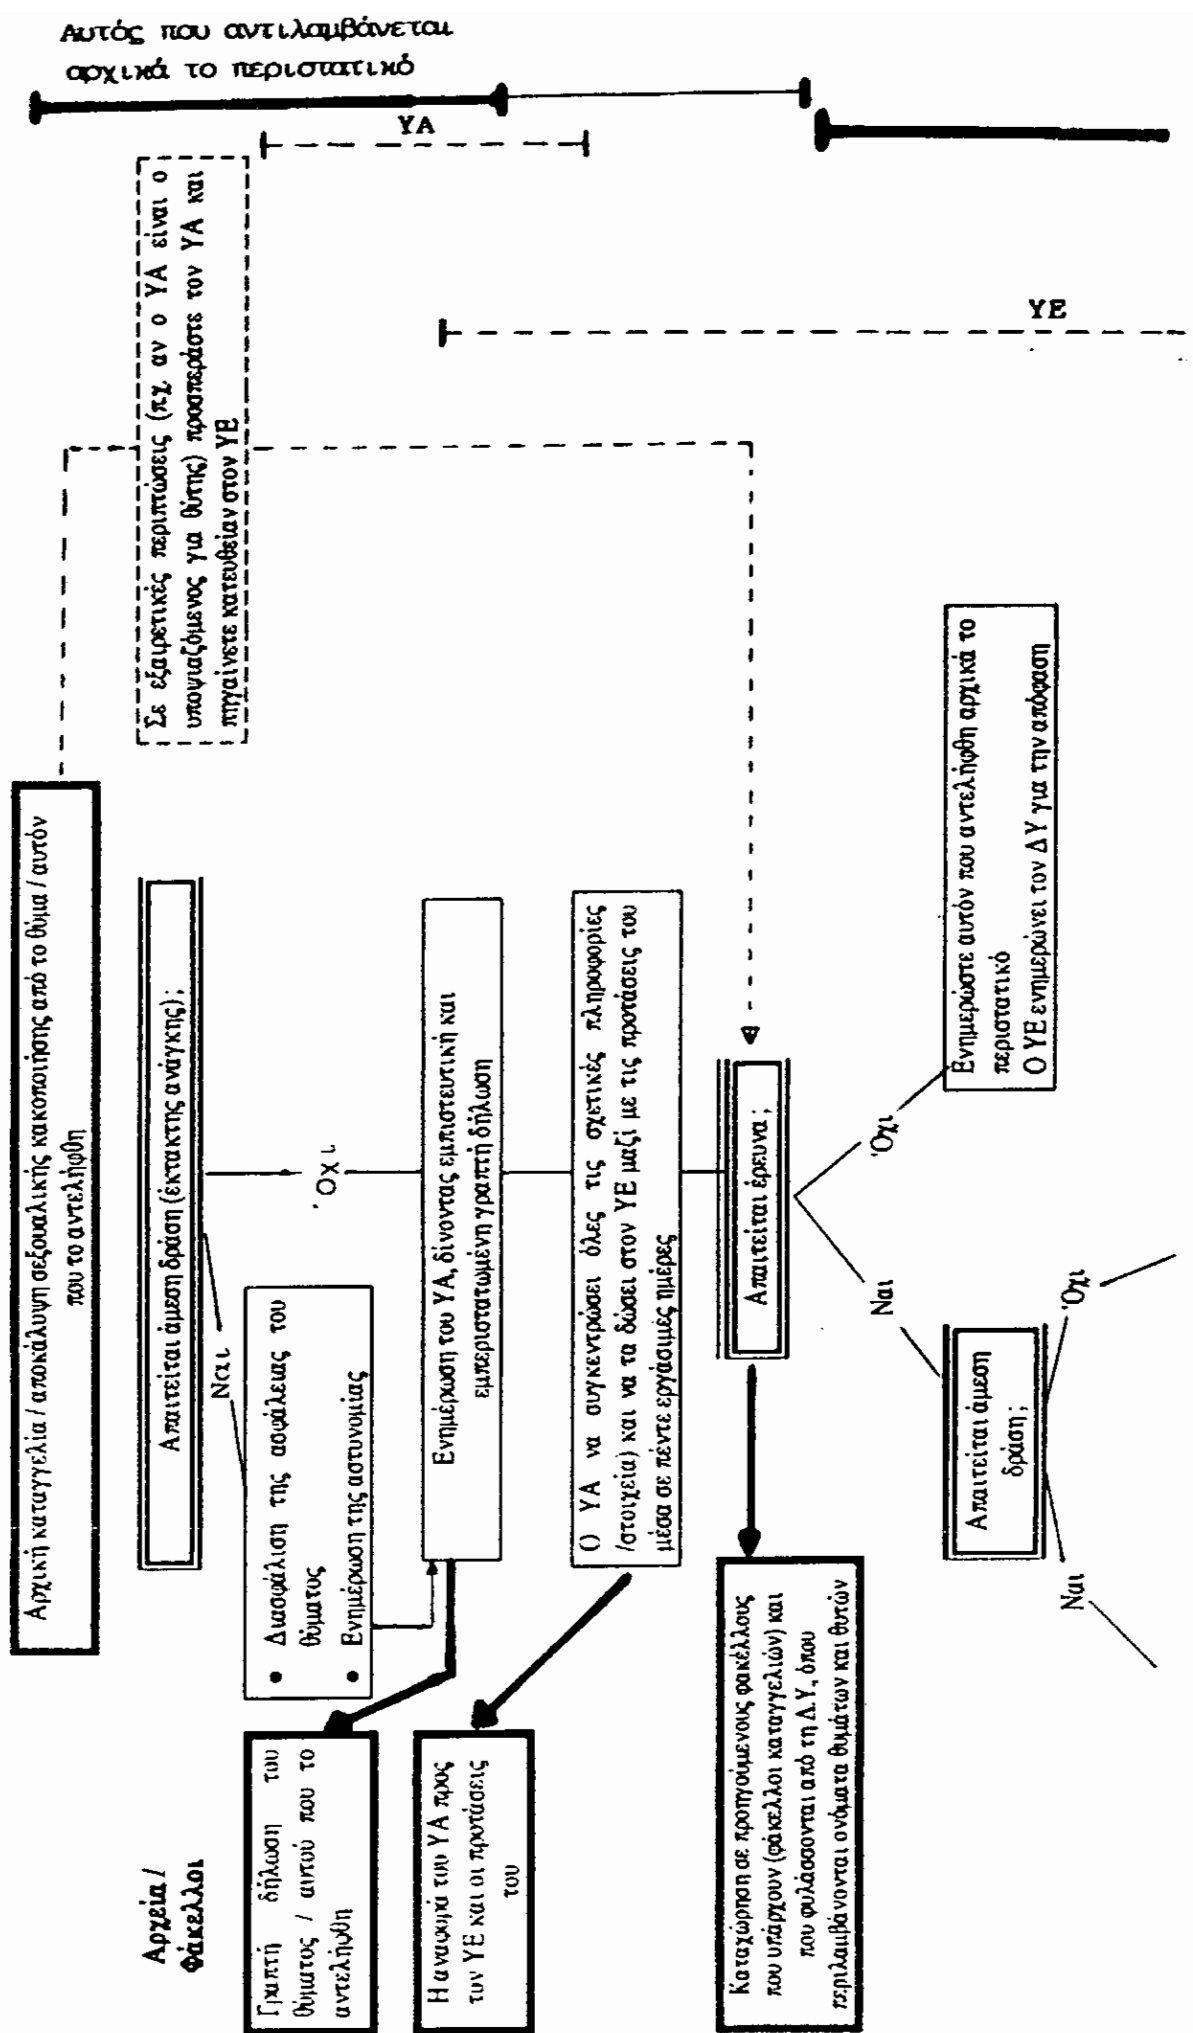 Αυτός που αντιλαμβάνεται
αρχικά το περιστατικό
ΥΑ
ΥΕ
Σε εξαιρετικές περιπτώσεις (πχ αν ο ΥΑ είναι ο
υποψιαζόμενος για θύτης) προσπεράστε τον ΥΑ και
πηγαίνετε κατευθείαν στον ΥΕ
Αρχική καταγγελία / αποκάλυψη σεξουαλικής κακοποίησης από το θύμα / αυτόν
που το αντελήφθη
Απαιτείται άμεση δράση (έκτακτης ανάγκης);
Ναι
Όχι
• Διασφάλιση της ασφάλειας του
θύματος
• Ενημέρωση της αστυνομίας
Ενημέρωση του ΥΑ, δίνοντας εμπιστευτική και
εμπεριστατωμένη γραπτή δήλωση
Ο ΥΑ να συγκεντρώσει όλες τις σχετικές πληροφορίες
/στοιχεία) και να τα δώσει στον ΥΕ μαζί με τις προτάσεις του
μέσα σε πέντε εργάσιμες ημέρες
Απαιτείται έρευνα ;
Ναι
Όχι
Ενημερώστε αυτόν που αντελήφθη αρχικά το
περιστατικό
Ο ΥΕ ενημερώνει τον ΔΥ για την απόφαση
Απαιτείται άμεση
δράση ;
Ναι
Όχι
Αρχεία /
Φάκελλοι
Γραπτή δήλωση του
θύματος / αυτού που το
αντελήφθη
Η αναφορά του ΥΑ προς
τον ΥΕ και οι προτάσεις
του
Καταχώρηση σε προηγούμενους φακέλλους
που υπάρχουν (φάκελλοι καταγγελιών) και
που φυλάσσονται από τη Δ.Υ, όπου
περιλαμβάνονται ονόματα θυμάτων και θυτών